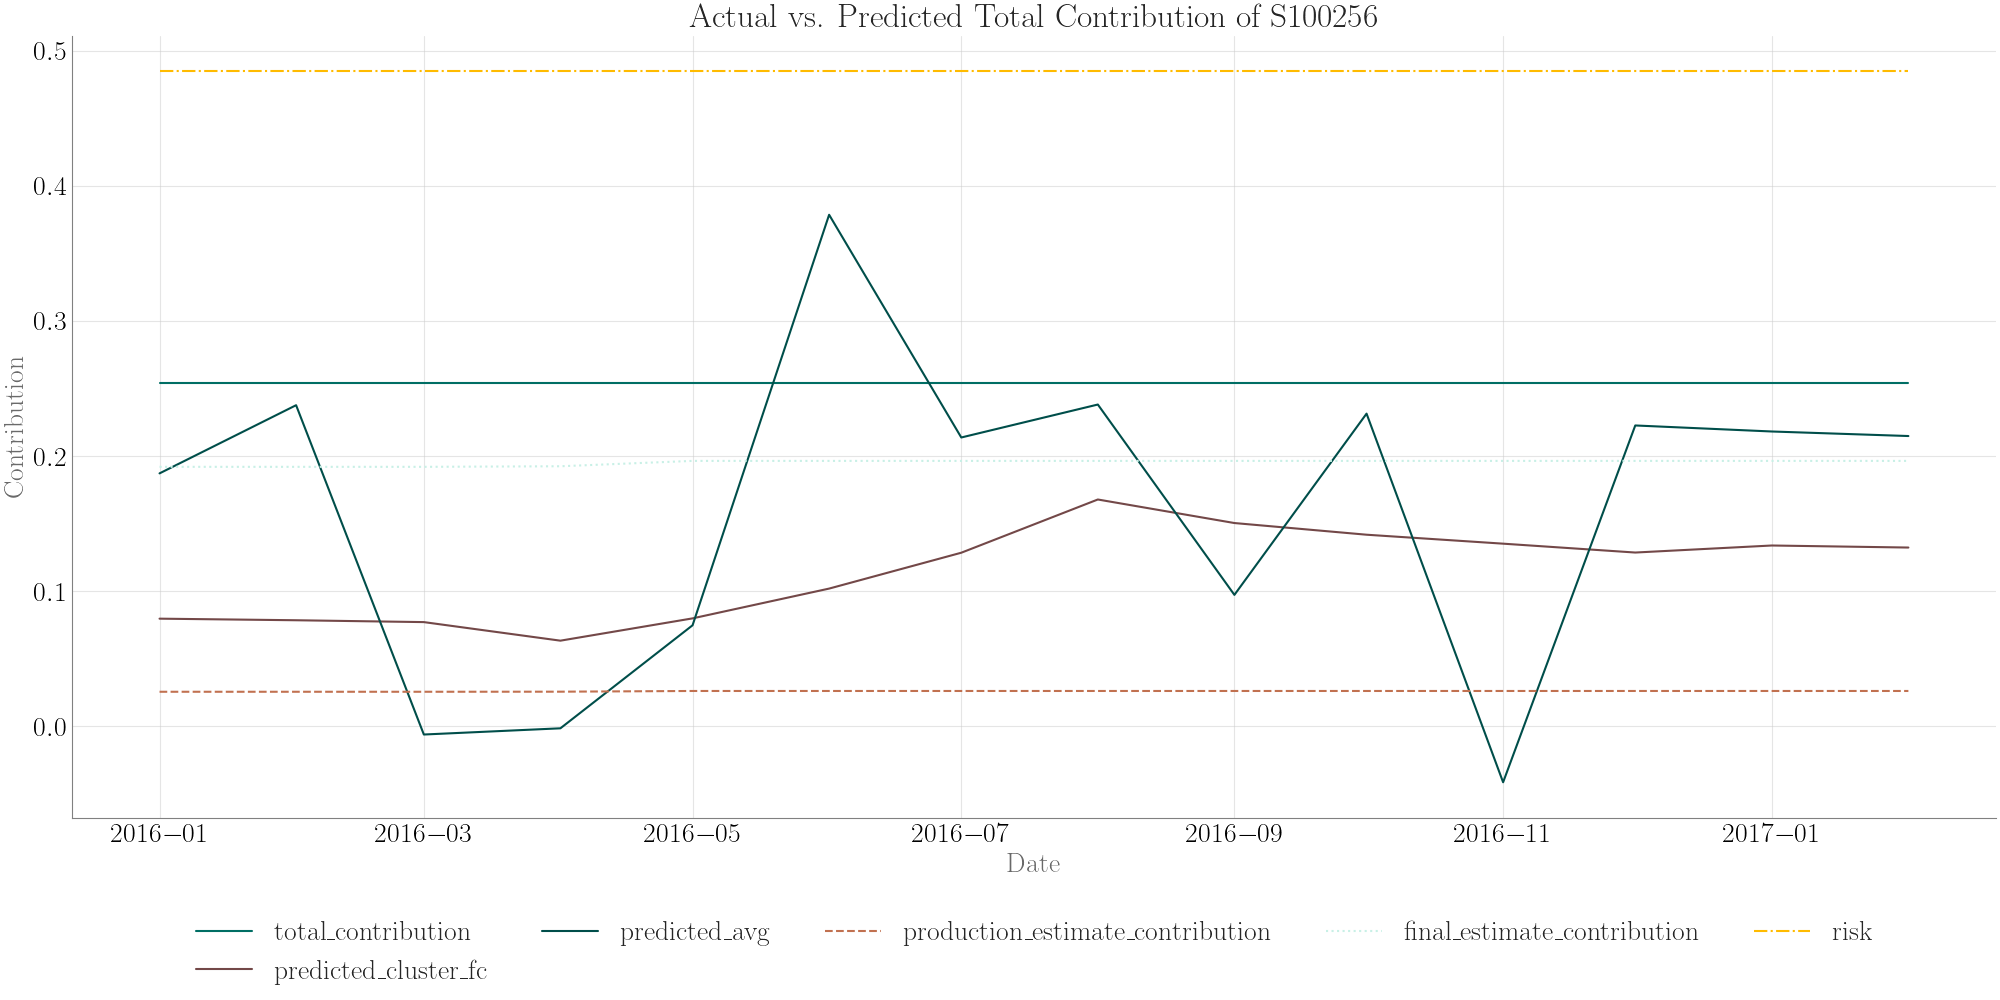 Actual vs. Predicted Total Contribution of S100256
0.5
0.4
0.3
0.2
0.1
0.0
Contribution
2016–01 2016–03 2016–05 2016–07 2016–09 2016–11 2017–01
Date
total_contribution predicted_avg production_estimate_contribution final_estimate_contribution risk
predicted_cluster_fc